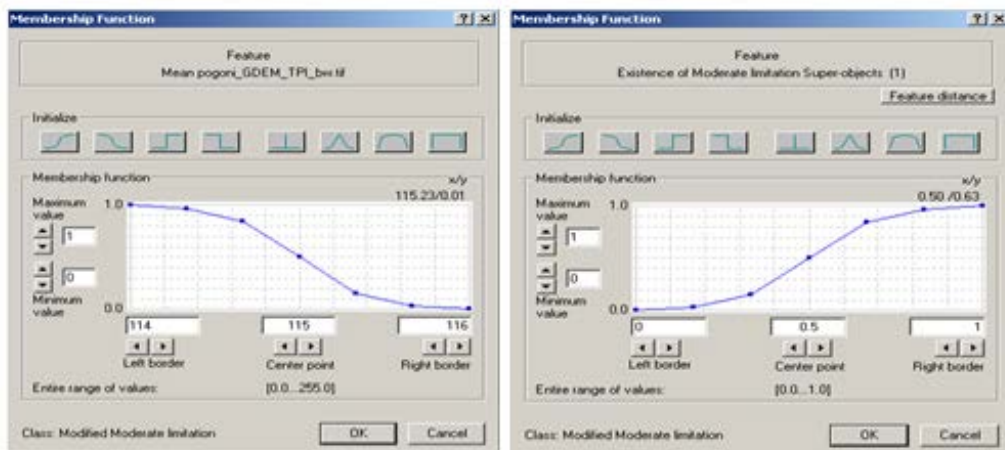 Membership Function
Feature
Mean pogoni_GDEM_TPI_bw.tif
Initialize
Membership function
x/y
115.23/0.01
Maximum value
1.0
1
0
Minimum value
0.0
114
115
116
Left border
Center point
Right border
Entire range of values:
[0.0...255.0]
Class: Modified Moderate limitation
OK
Cancel
Membership Function
Feature
Existence of Moderate limitation Super-objects (1)
Feature distance
Initialize
Membership function
x/y
0.50 /0.63
Maximum value
1.0
1
0
Minimum value
0.0
0
0.5
1
Left border
Center point
Right border
Entire range of values:
[0.0...1.0]
Class: Modified Moderate limitation
OK
Cancel